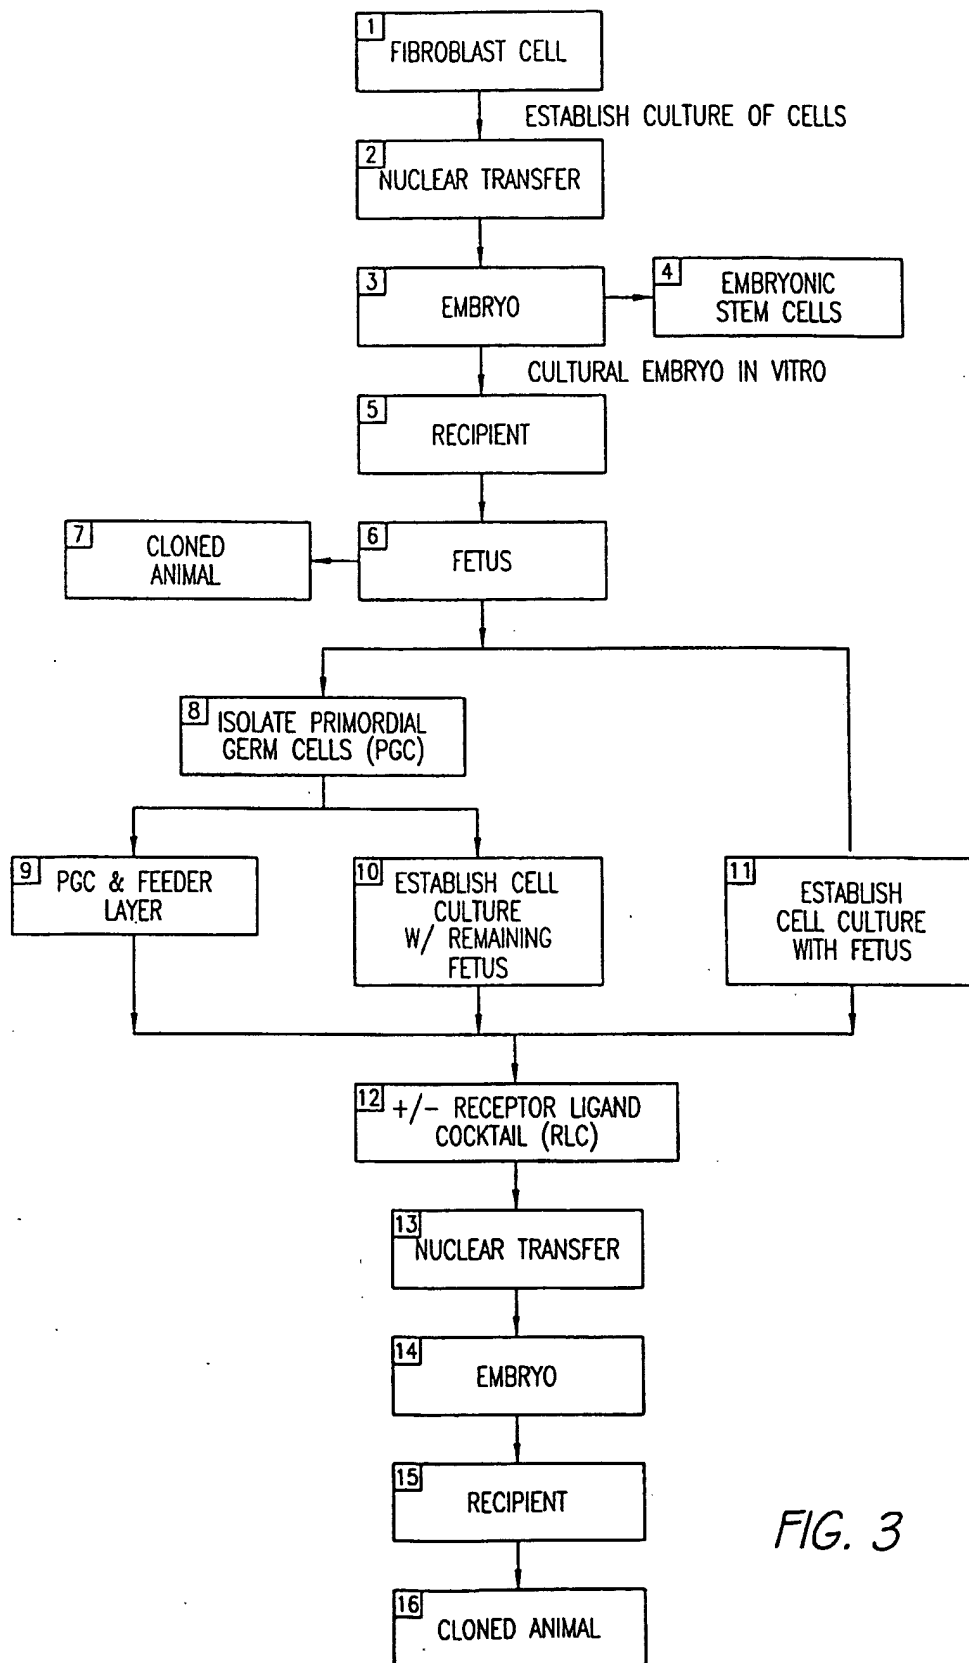 1
FIBROBLAST CELL
ESTABLISH CULTURE OF CELLS
2
NUCLEAR TRANSFER
3
EMBRYO
4
EMBRYONIC
STEM CELLS
CULTURAL EMBRYO IN VITRO
5
RECIPIENT
6
FETUS
7
CLONED
ANIMAL
8
ISOLATE PRIMORDIAL
GERM CELLS (PGC)
9
PGC & FEEDER
LAYER
10
ESTABLISH CELL
CULTURE
W/ REMAINING
FETUS
11
ESTABLISH
CELL CULTURE
WITH FETUS
12
+/- RECEPTOR LIGAND
COCKTAIL (RLC)
13
NUCLEAR TRANSFER
14
EMBRYO
15
RECIPIENT
16
CLONED ANIMAL
FIG. 3